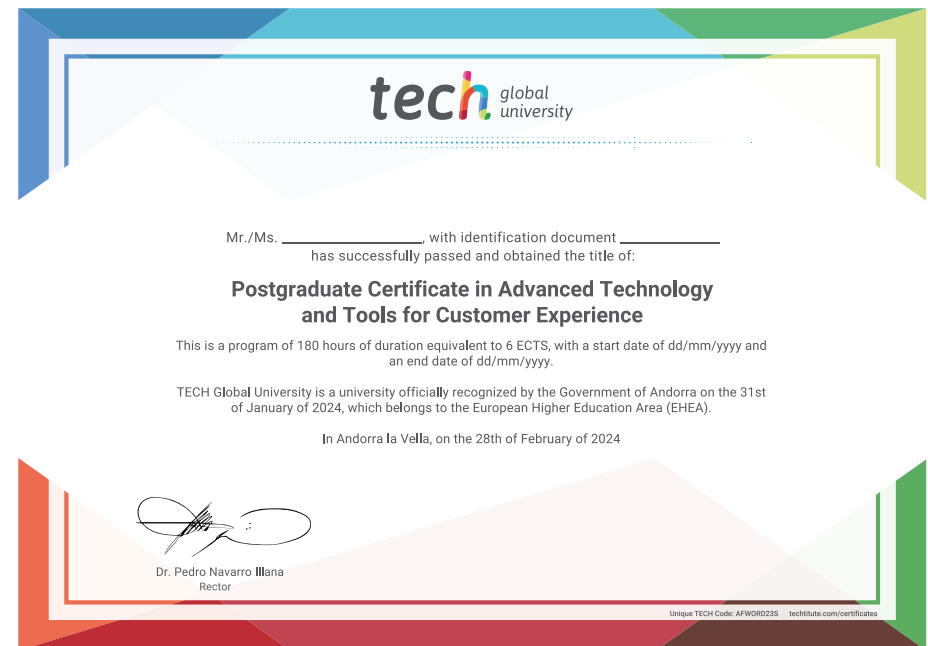 tech global
university
Mr./Ms. ____________________, with identification document ______________
has successfully passed and obtained the title of:
Postgraduate Certificate in Advanced Technology
and Tools for Customer Experience
This is a program of 180 hours of duration equivalent to 6 ECTS, with a start date of dd/mm/yyyy and
an end date of dd/mm/yyyy.
TECH Global University is a university officially recognized by the Government of Andorra on the 31st
of January of 2024, which belongs to the European Higher Education Area (EHEA).
In Andorra la Vella, on the 28th of February of 2024
Dr. Pedro Navarro Illana
Rector
Unique TECH Code: AFWORD23S techtitute.com/certificates